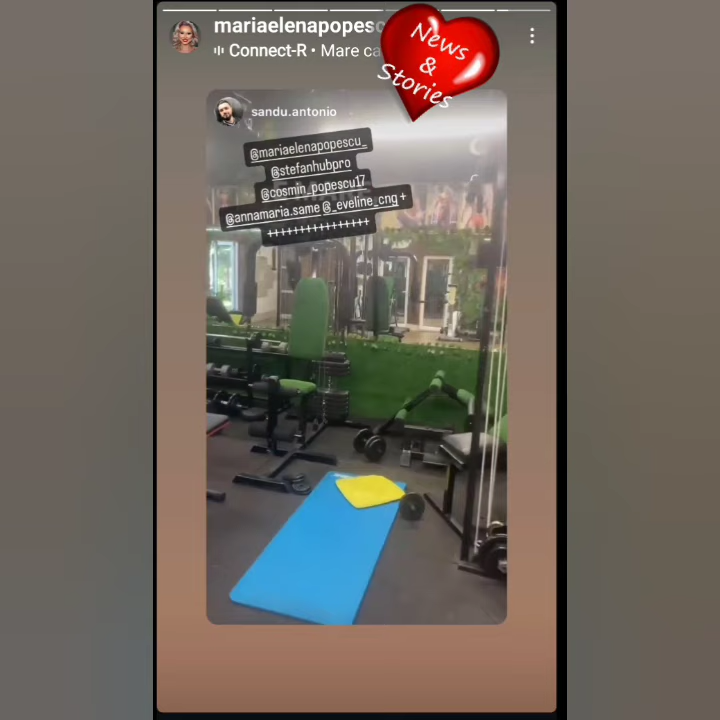 mariaelenapopesc
Connect-R • Mare ca
News
&
Stories
sandu.antonio
@mariaelenapopescu_
@stefanhubpro
@cosmin_popescu17
@annamaria.same @_eveline_cng +
++++++++++++++++